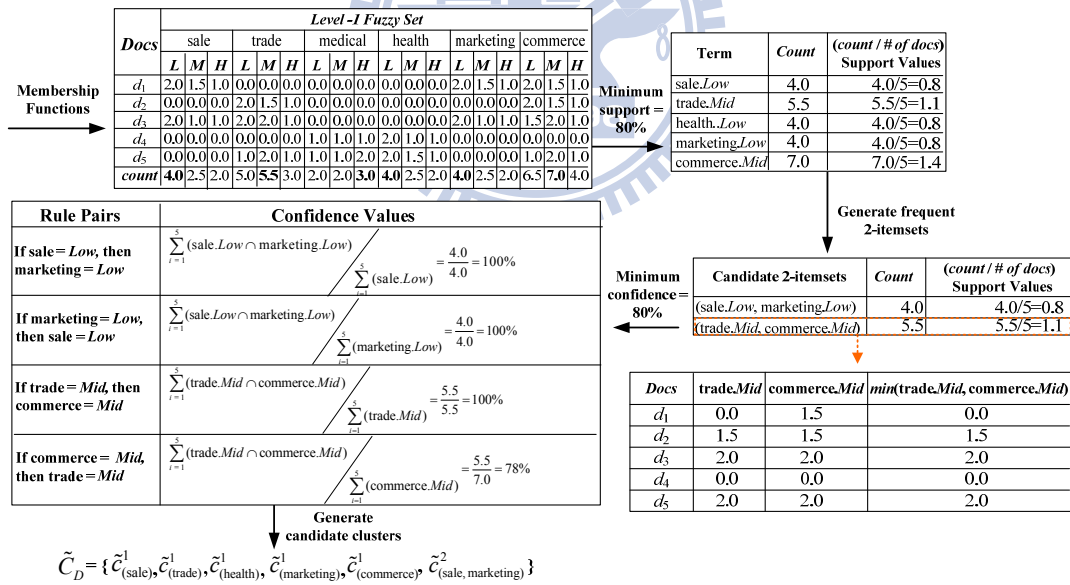 Membership
Functions
Level -1 Fuzzy Set
Docs sale trade medical health marketing commerce
L M H L M H L M H L M H L M H L M H
d1 2.0 1.5 1.0 0.0 0.0 0.0 0.0 0.0 0.0 0.0 0.0 0.0 2.0 1.5 1.0 2.0 1.5 1.0
d2 0.0 0.0 0.0 2.0 1.5 1.0 0.0 0.0 0.0 0.0 0.0 0.0 0.0 0.0 0.0 2.0 1.5 1.0
d3 2.0 1.0 1.0 2.0 2.0 1.0 0.0 0.0 0.0 0.0 0.0 0.0 2.0 1.0 1.0 1.5 2.0 1.0
d4 0.0 0.0 0.0 0.0 0.0 0.0 1.0 1.0 1.0 2.0 1.0 1.0 0.0 0.0 0.0 0.0 0.0 0.0
d5 0.0 0.0 0.0 1.0 2.0 1.0 1.0 1.0 2.0 2.0 1.5 1.0 0.0 0.0 0.0 1.0 2.0 1.0
count 4.0 2.5 2.0 5.0 5.5 3.0 2.0 2.0 3.0 4.0 2.5 2.0 4.0 2.5 2.0 6.5 7.0 4.0
Minimum
support =
80%
Term Count (count / # of docs)
Support Values
sale.Low 4.0 4.0/5=0.8
trade.Mid 5.5 5.5/5=1.1
health..Low 4.0 4.0/5=0.8
marketing.Low 4.0 4.0/5=0.8
commerce.Mid 7.0 7.0/5=1.4
Generate frequent
2-itemsets
Candidate 2-itemsets Count (count / # of docs)
Support Values
(sale.Low, marketing.Low) 4.0 4.0/5=0.8
(trade.Mid, commerce.Mid) 5.5 5.5/5=1.1
Docs trade.Mid commerce.Mid min(trade.Mid, commerce.Mid)
d1 0.0 1.5 0.0
d2 1.5 1.5 1.5
d3 2.0 2.0 2.0
d4 0.0 0.0 0.0
d5 2.0 2.0 2.0
Minimum
confidence =
80%
Rule Pairs Confidence Values
If sale = Low, then
marketing = Low
∑_{i=1}^{5} (sale.Low ∩ marketing.Low) / ∑_{i=1}^{5} (sale.Low) = 4.0/4.0 = 100%
If marketing = Low,
then sale = Low
∑_{i=1}^{5} (sale.Low ∩ marketing.Low) / ∑_{i=1}^{5} (marketing.Low) = 4.0/4.0 = 100%
If trade = Mid, then
commerce = Mid
∑_{i=1}^{5} (trade.Mid ∩ commerce.Mid) / ∑_{i=1}^{5} (trade.Mid) = 5.5/5.5 = 100%
If commerce = Mid,
then trade = Mid
∑_{i=1}^{5} (trade.Mid ∩ commerce.Mid) / ∑_{i=1}^{5} (commerce.Mid) = 5.5/7.0 = 78%
Generate
candidate clusters
C̃_D = { c̃^1_(sale), c̃^1_(trade), c̃^1_(health), c̃^1_(marketing), c̃^1_(commerce), c̃^2_(sale, marketing) }